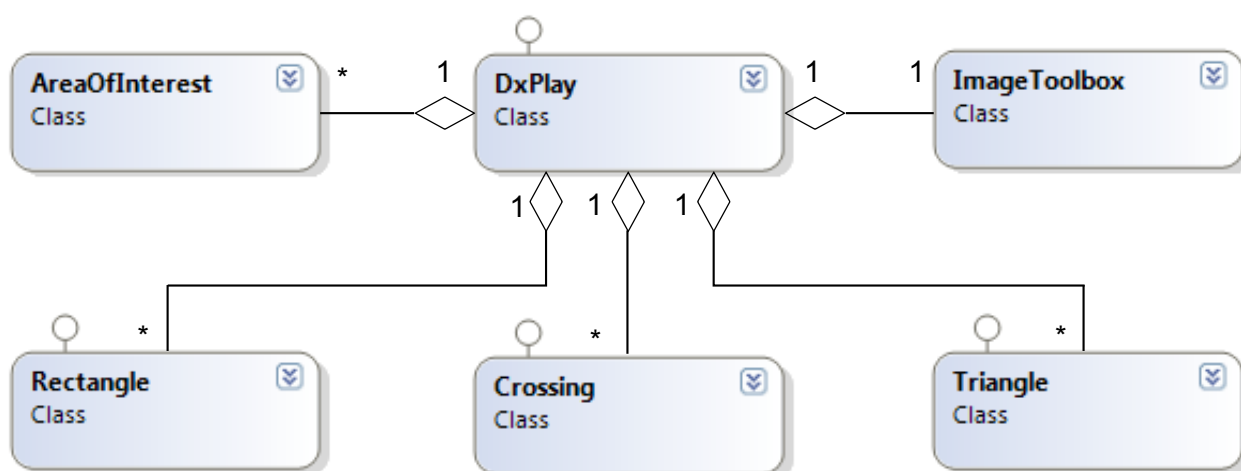 AreaOfInterest
Class
*
1
DxPlay
Class
1
1
ImageToolbox
Class
1
1
1
*
*
*
Rectangle
Class
Crossing
Class
Triangle
Class